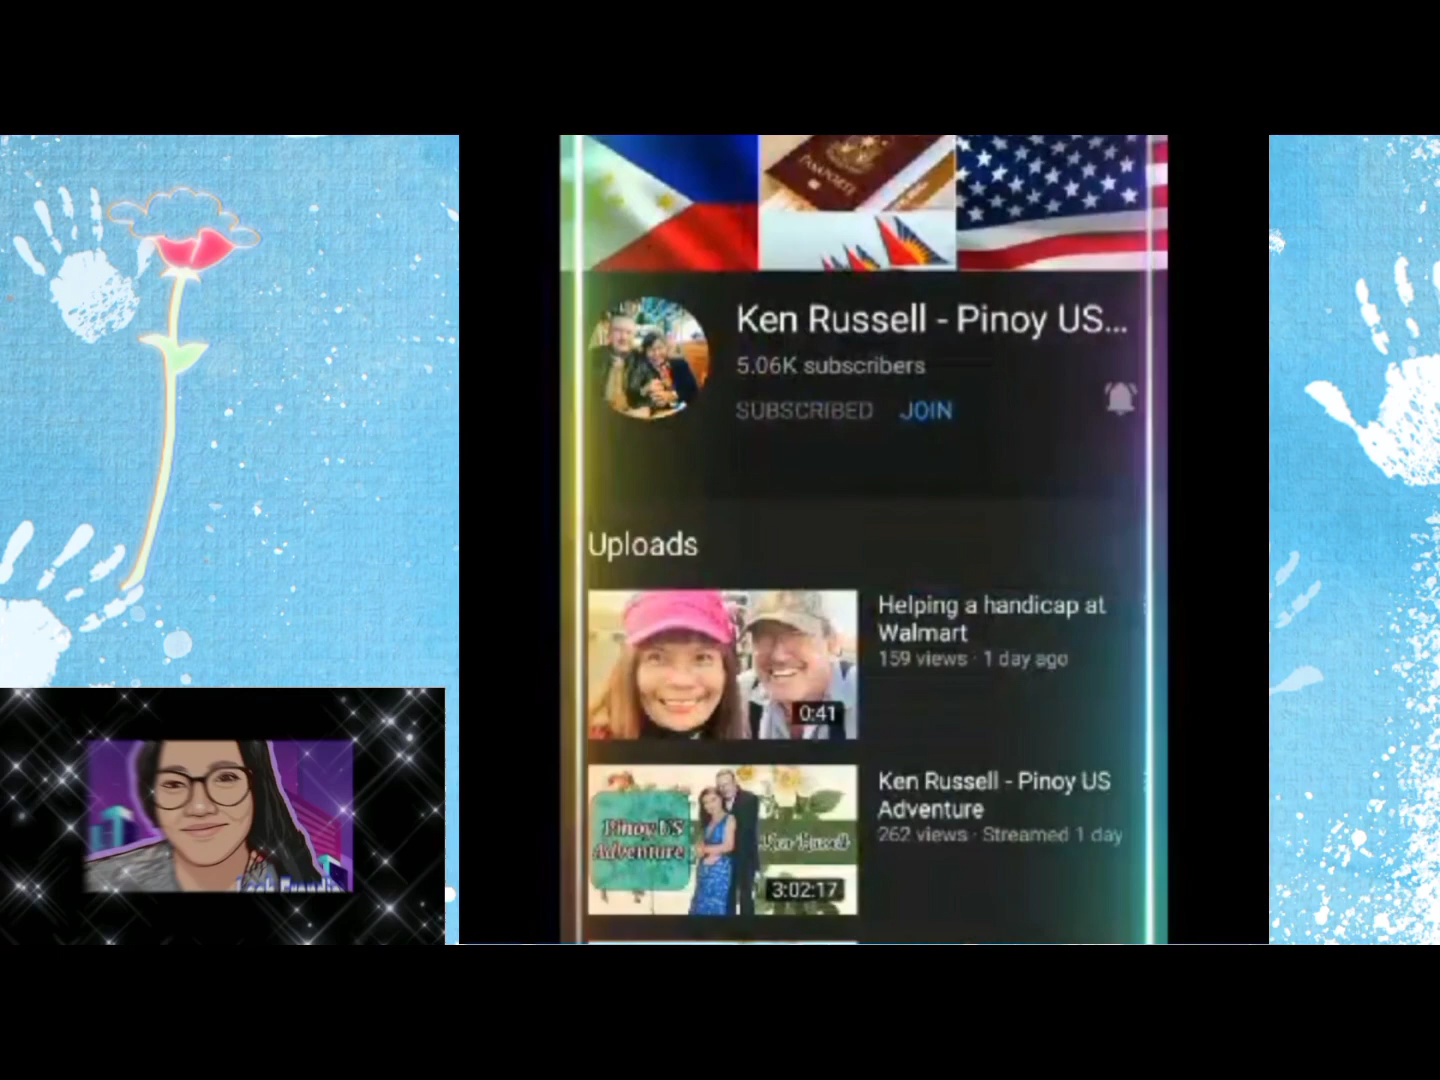 PASSPORT
Ken Russell - Pinoy US...
5.06K subscribers
SUBSCRIBED JOIN
Uploads
Helping a handicap at
Walmart
159 views · 1 day ago
0:41
Ken Russell - Pinoy US
Adventure
262 views · Streamed 1 day
Pinoy US
Adventure
Ken Russell
3:02:17